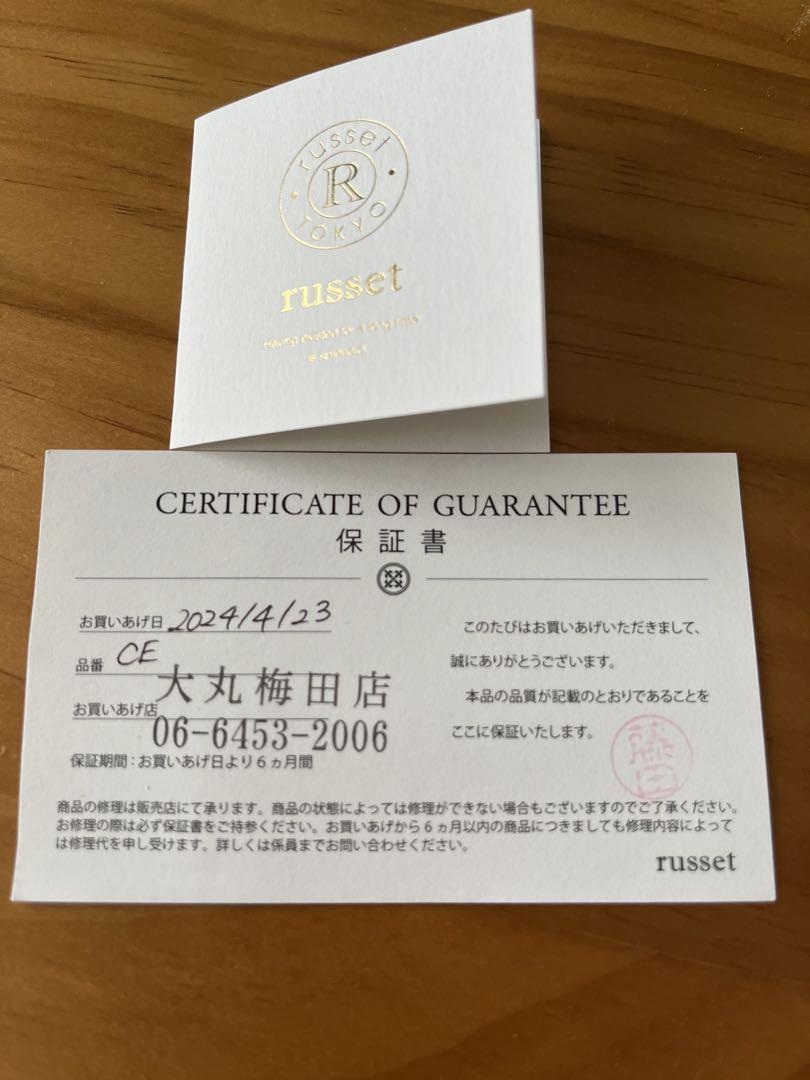 russet
R
TOKYO
russet
Having existed for a long time
is splendid!
CERTIFICATE OF GUARANTEE
保証書
お買いあげ日 2024/4/23
品番 CE
お買いあげ店 大丸梅田店
06-6453-2006
保証期間：お買いあげ日より6ヵ月間
このたびはお買いあげいただきまして、
誠にありがとうございます。
本品の品質が記載のとおりであることを
ここに保証いたします。
商品の修理は販売店にて承ります。商品の状態によっては修理ができない場合もございますのでご了承ください。
お修理の際は必ず保証書をご持参ください。お買いあげから6ヵ月以内の商品につきましても修理内容によって
は修理代を申し受けます。詳しくは係員までお問い合わせください。
russet